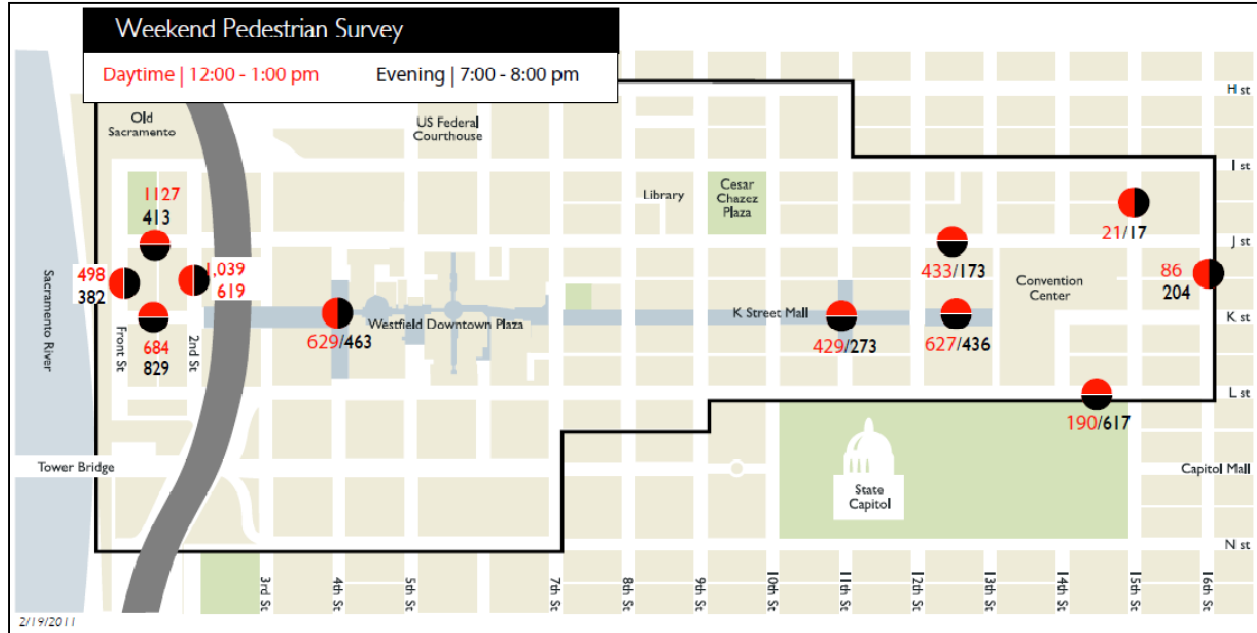 Weekend Pedestrian Survey
Daytime | 12:00 - 1:00 pm
Evening | 7:00 - 8:00 pm
H st
Old
Sacramento
US Federal
Courthouse
I st
1127
413
Library
Cesar
Chazez
Plaza
21/17
J st
498
382
1,039
619
433/173
86
204
Convention
Center
Sacramento River
Front St
2nd St
684
829
629/463
Westfield Downtown Plaza
K Street Mall
429/273
627/436
K st
L st
190/617
Tower Bridge
State
Capitol
Capitol Mall
N st
3rd St
4th St
5th St
7th St
8th St
9th St
10th St
11th St
12th St
13th St
14th St
15th St
16th St
2/19/2011